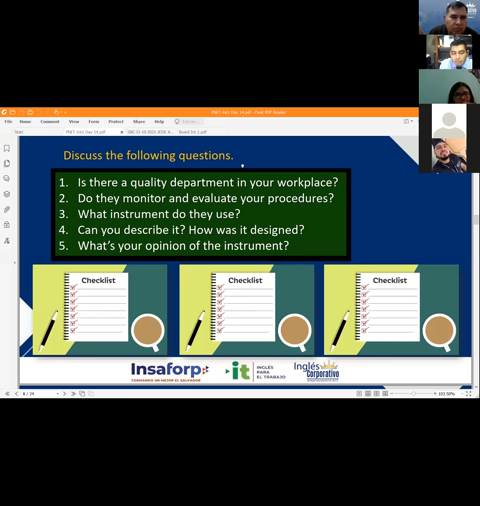 File Home Comment View Form Protect Share Help
Start
Discuss the following questions.
1. Is there a quality department in your workplace?
2. Do they monitor and evaluate your procedures?
3. What instrument do they use?
4. Can you describe it? How was it designed?
5. What's your opinion of the instrument?
Checklist Checklist Checklist
Insaforp
FORMANDO UN MEJOR EL SALVADOR
it INGLÉS PARA EL TRABAJO
Inglés Corporativo
8 / 24